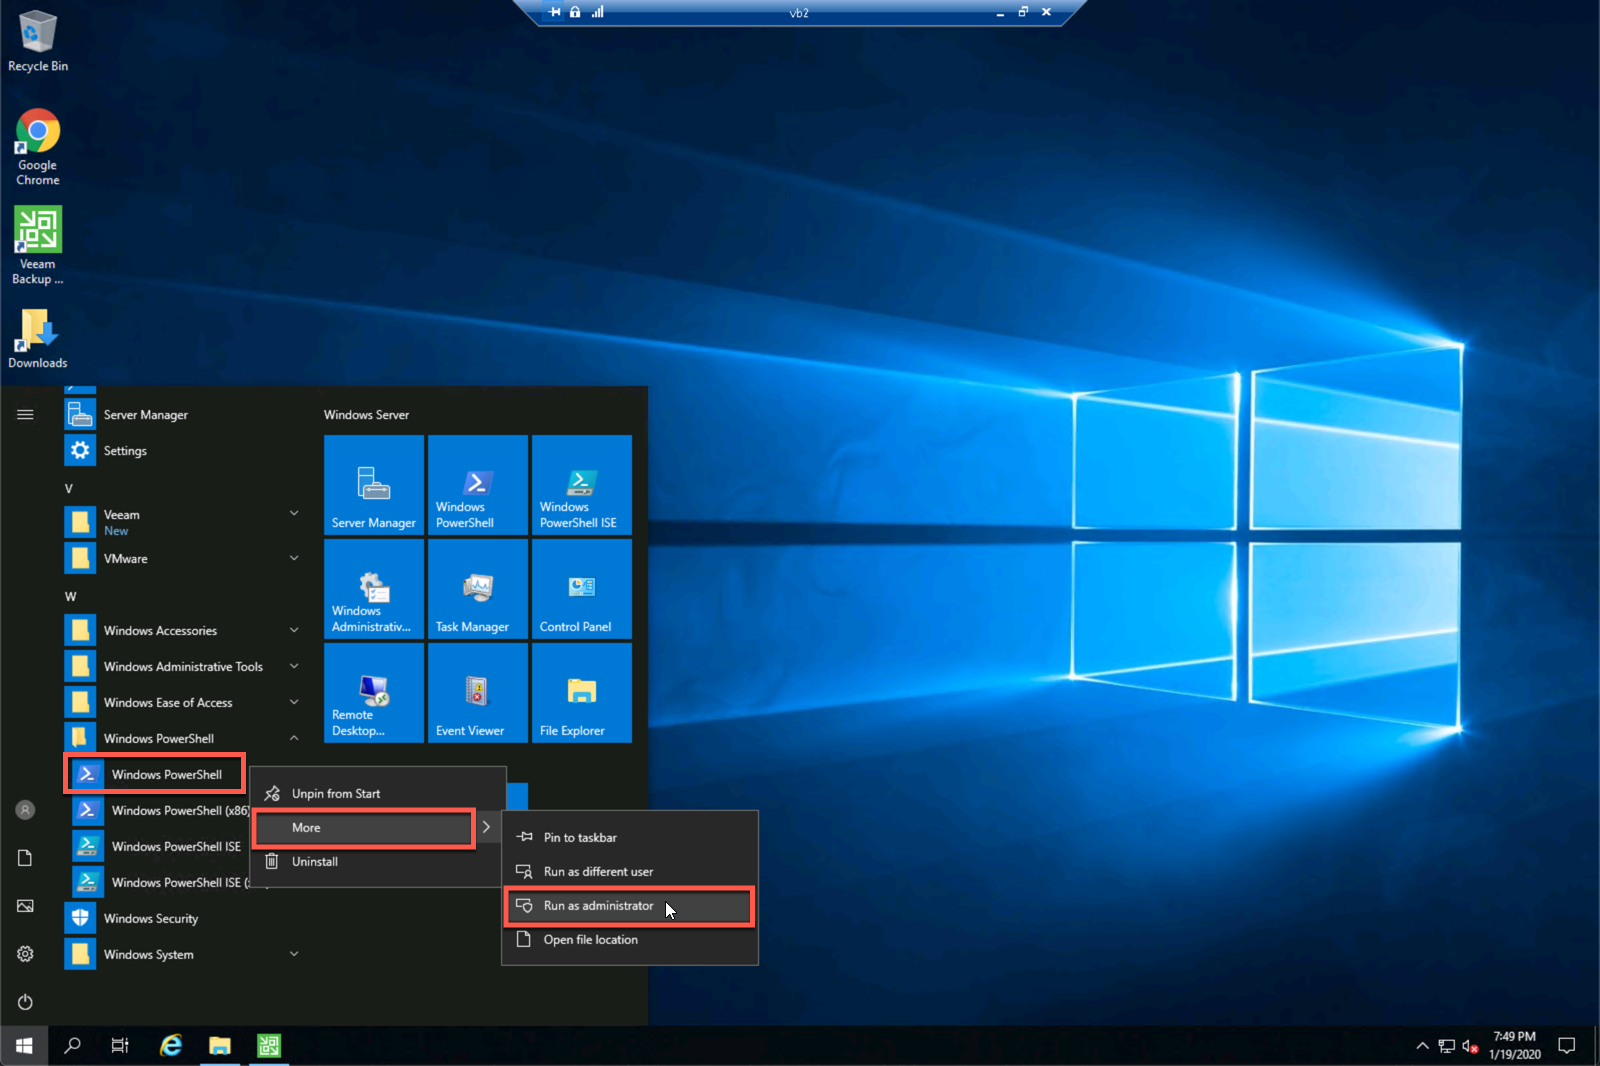 vb2
Recycle Bin
Google
Chrome
Veeam
Backup ...
Downloads
Server Manager
Settings
V
Veeam
New
VMware
W
Windows Accessories
Windows Administrative Tools
Windows Ease of Access
Windows PowerShell
Windows PowerShell
Windows PowerShell (x86)
Windows PowerShell ISE
Windows PowerShell ISE (
Windows Security
Windows System
Windows Server
Server Manager
Windows
PowerShell
Windows
PowerShell ISE
Windows
Administrativ...
Task Manager
Control Panel
Remote
Desktop...
Event Viewer
File Explorer
Unpin from Start
More
Uninstall
Pin to taskbar
Run as different user
Run as administrator
Open file location
7:49 PM
1/19/2020